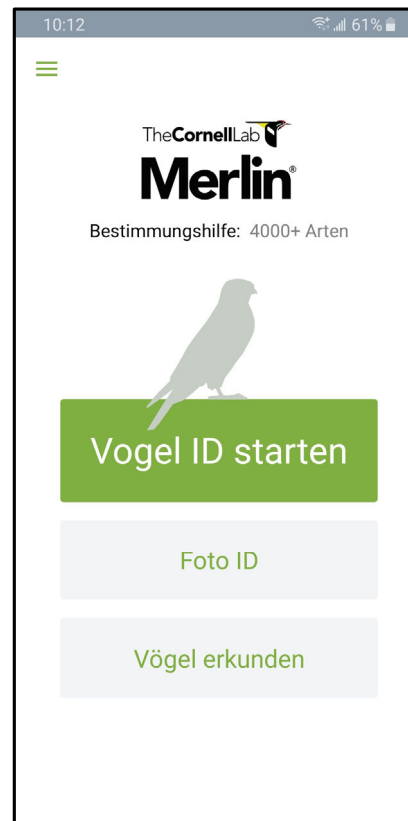 10:12 61%
TheCornellLab
Merlin®
Bestimmungshilfe: 4000+ Arten
Vogel ID starten
Foto ID
Vögel erkunden